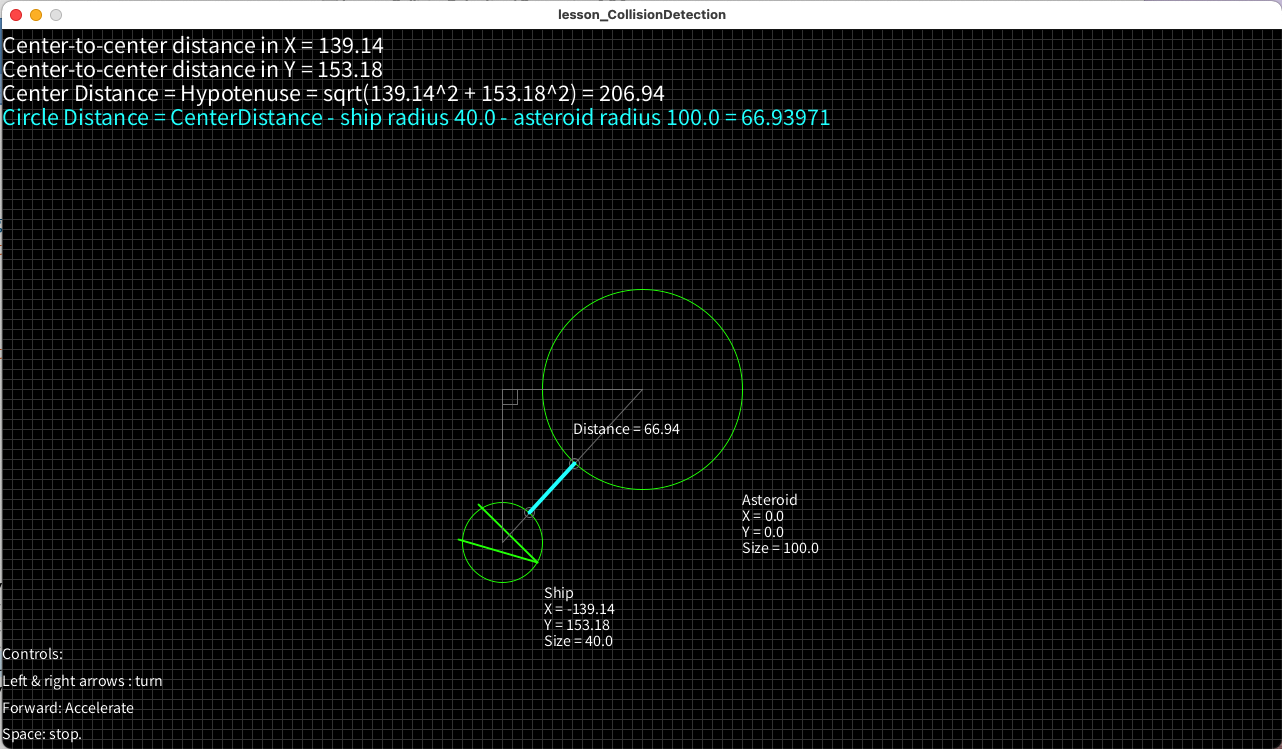 lesson_CollisionDetection
Center-to-center distance in X = 139.14
Center-to-center distance in Y = 153.18
Center Distance = Hypotenuse = sqrt(139.14^2 + 153.18^2) = 206.94
Circle Distance = CenterDistance - ship radius 40.0 - asteroid radius 100.0 = 66.93971
Distance = 66.94
Asteroid
X = 0.0
Y = 0.0
Size = 100.0
Ship
X = -139.14
Y = 153.18
Size = 40.0
Controls:
Left & right arrows : turn
Forward: Accelerate
Space: stop.